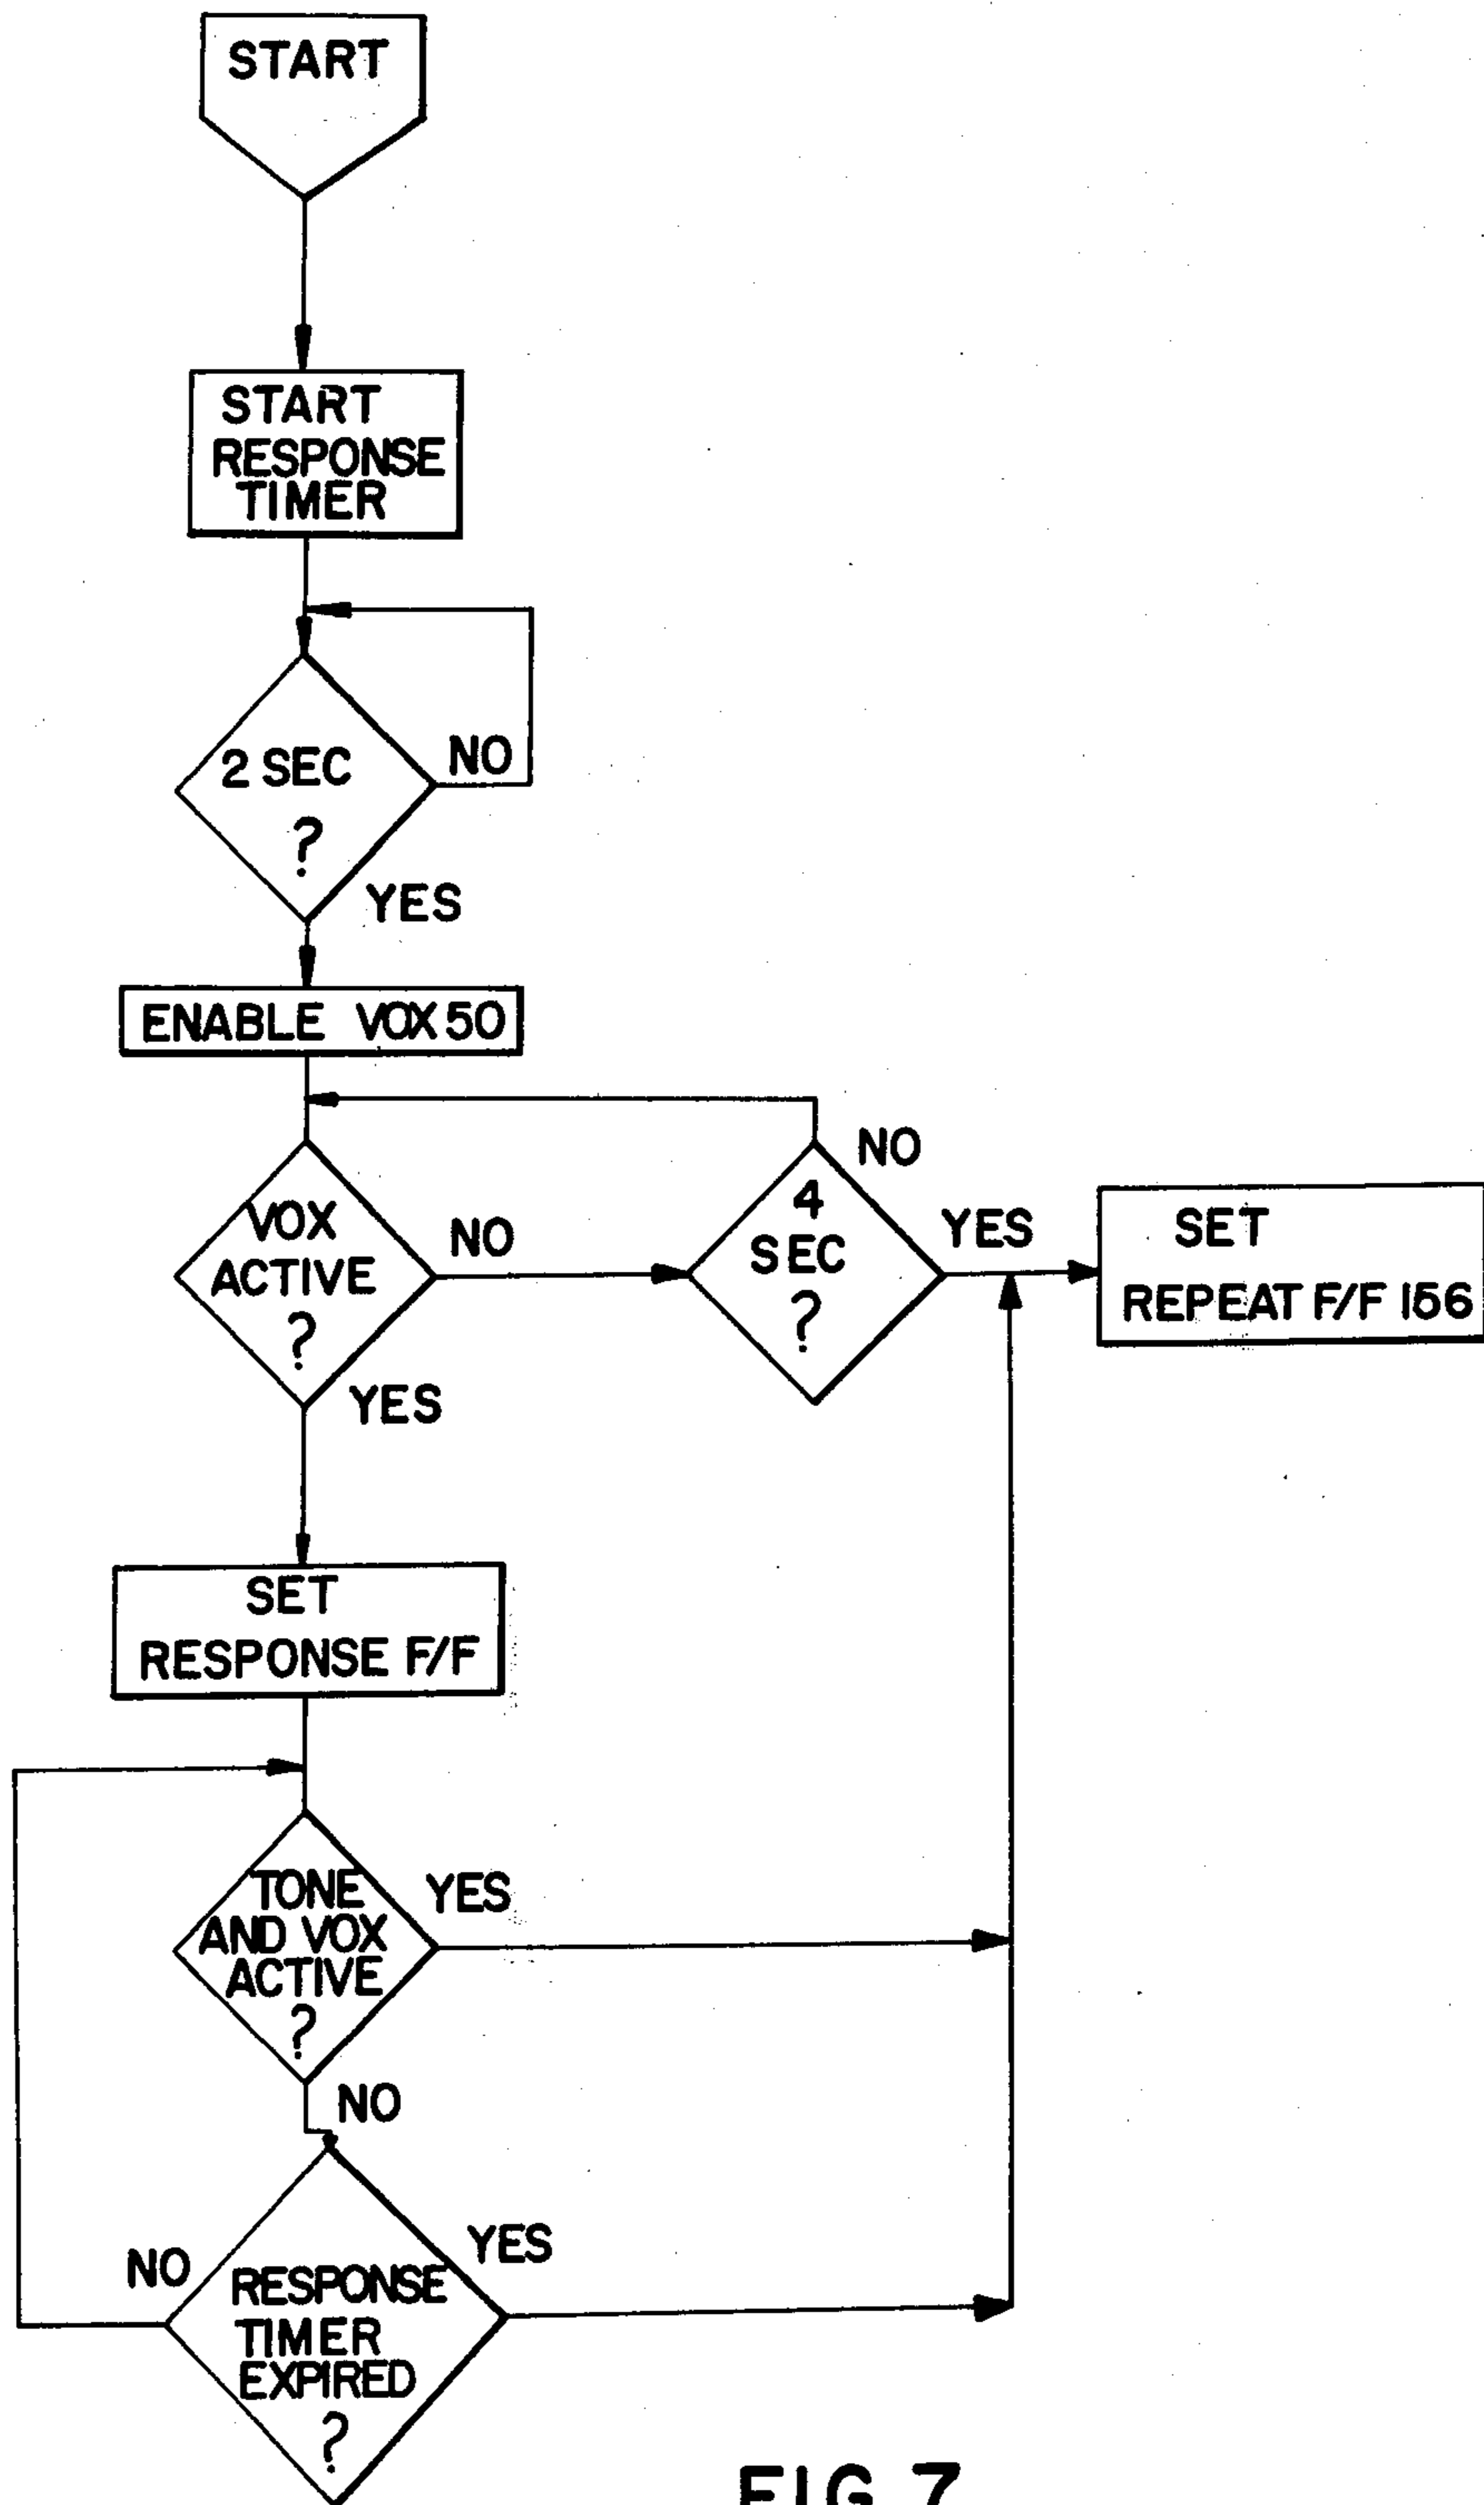 START
START
RESPONSE
TIMER
2 SEC
?
NO
YES
ENABLE VOX 50
VOX
ACTIVE
?
NO
YES
4
SEC
?
NO
YES
SET
REPEAT F/F 156
SET
RESPONSE F/F
TONE
AND VOX
ACTIVE
?
YES
NO
RESPONSE
TIMER
EXPIRED
?
NO
YES
FIG. 7